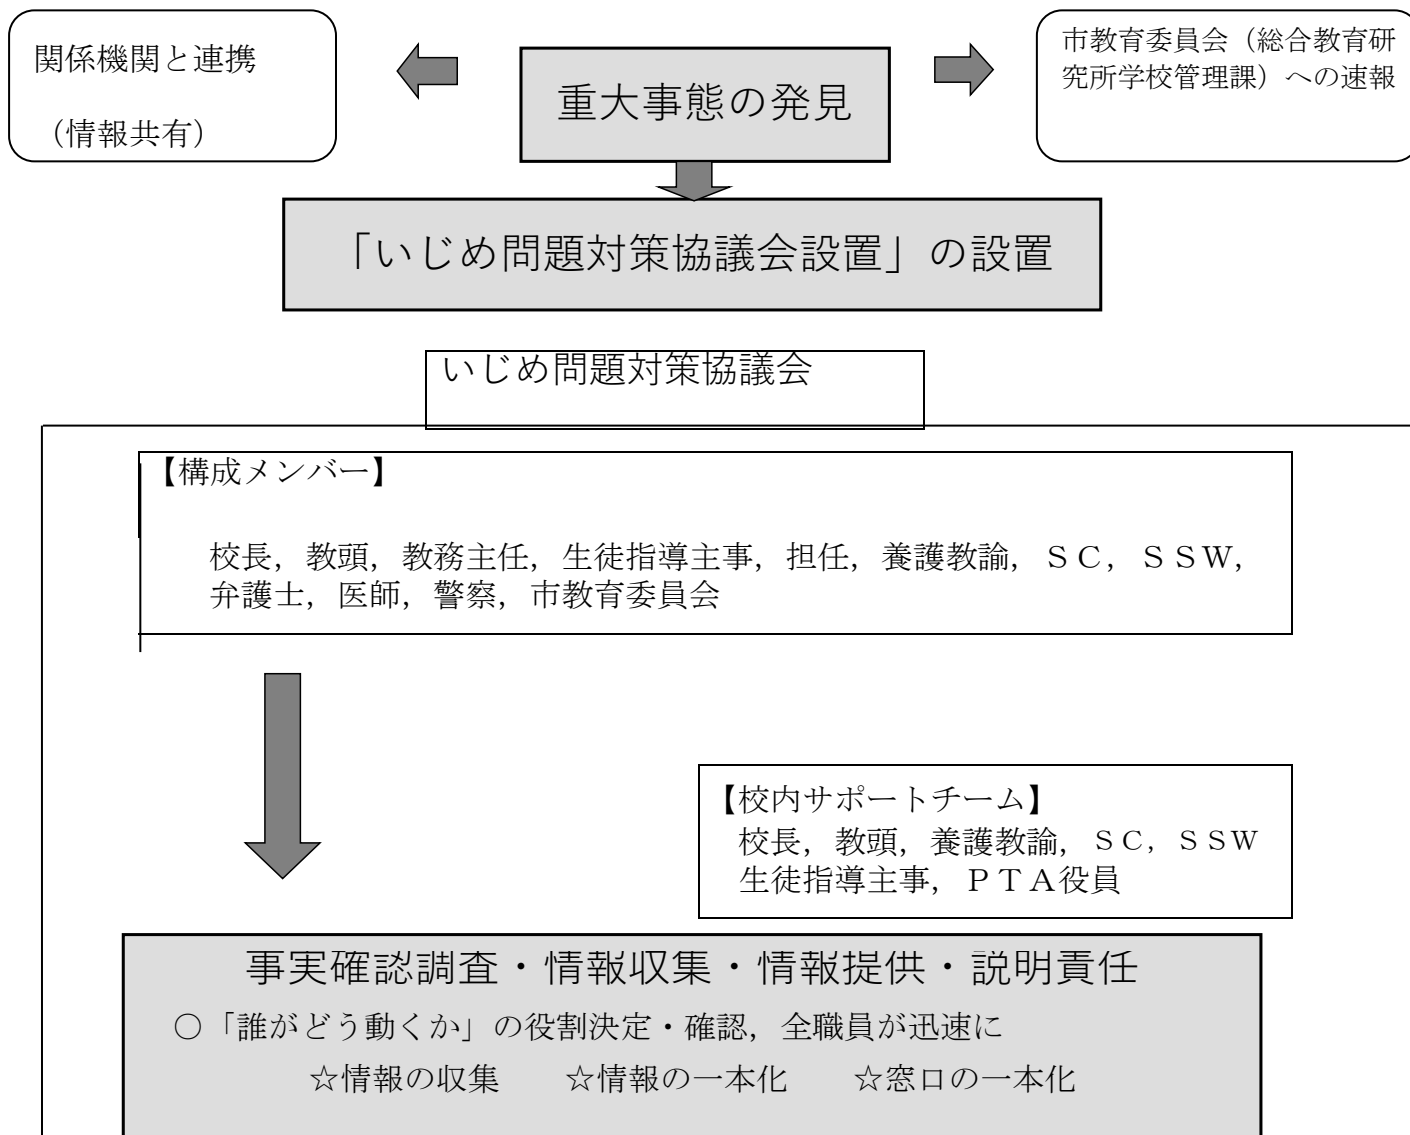 関係機関と連携
（情報共有）
重大事態の発見
市教育委員会（総合教育研
究所学校管理課）への速報
「いじめ問題対策協議会設置」の設置
いじめ問題対策協議会
【構成メンバー】
校長，教頭，教務主任，生徒指導主事，担任，養護教諭，ＳＣ，ＳＳＷ，
弁護士，医師，警察，市教育委員会
【校内サポートチーム】
校長，教頭，養護教諭，ＳＣ，ＳＳＷ
生徒指導主事，ＰＴＡ役員
事実確認調査・情報収集・情報提供・説明責任
○「誰がどう動くか」の役割決定・確認，全職員が迅速に
☆情報の収集　　☆情報の一本化　　☆窓口の一本化